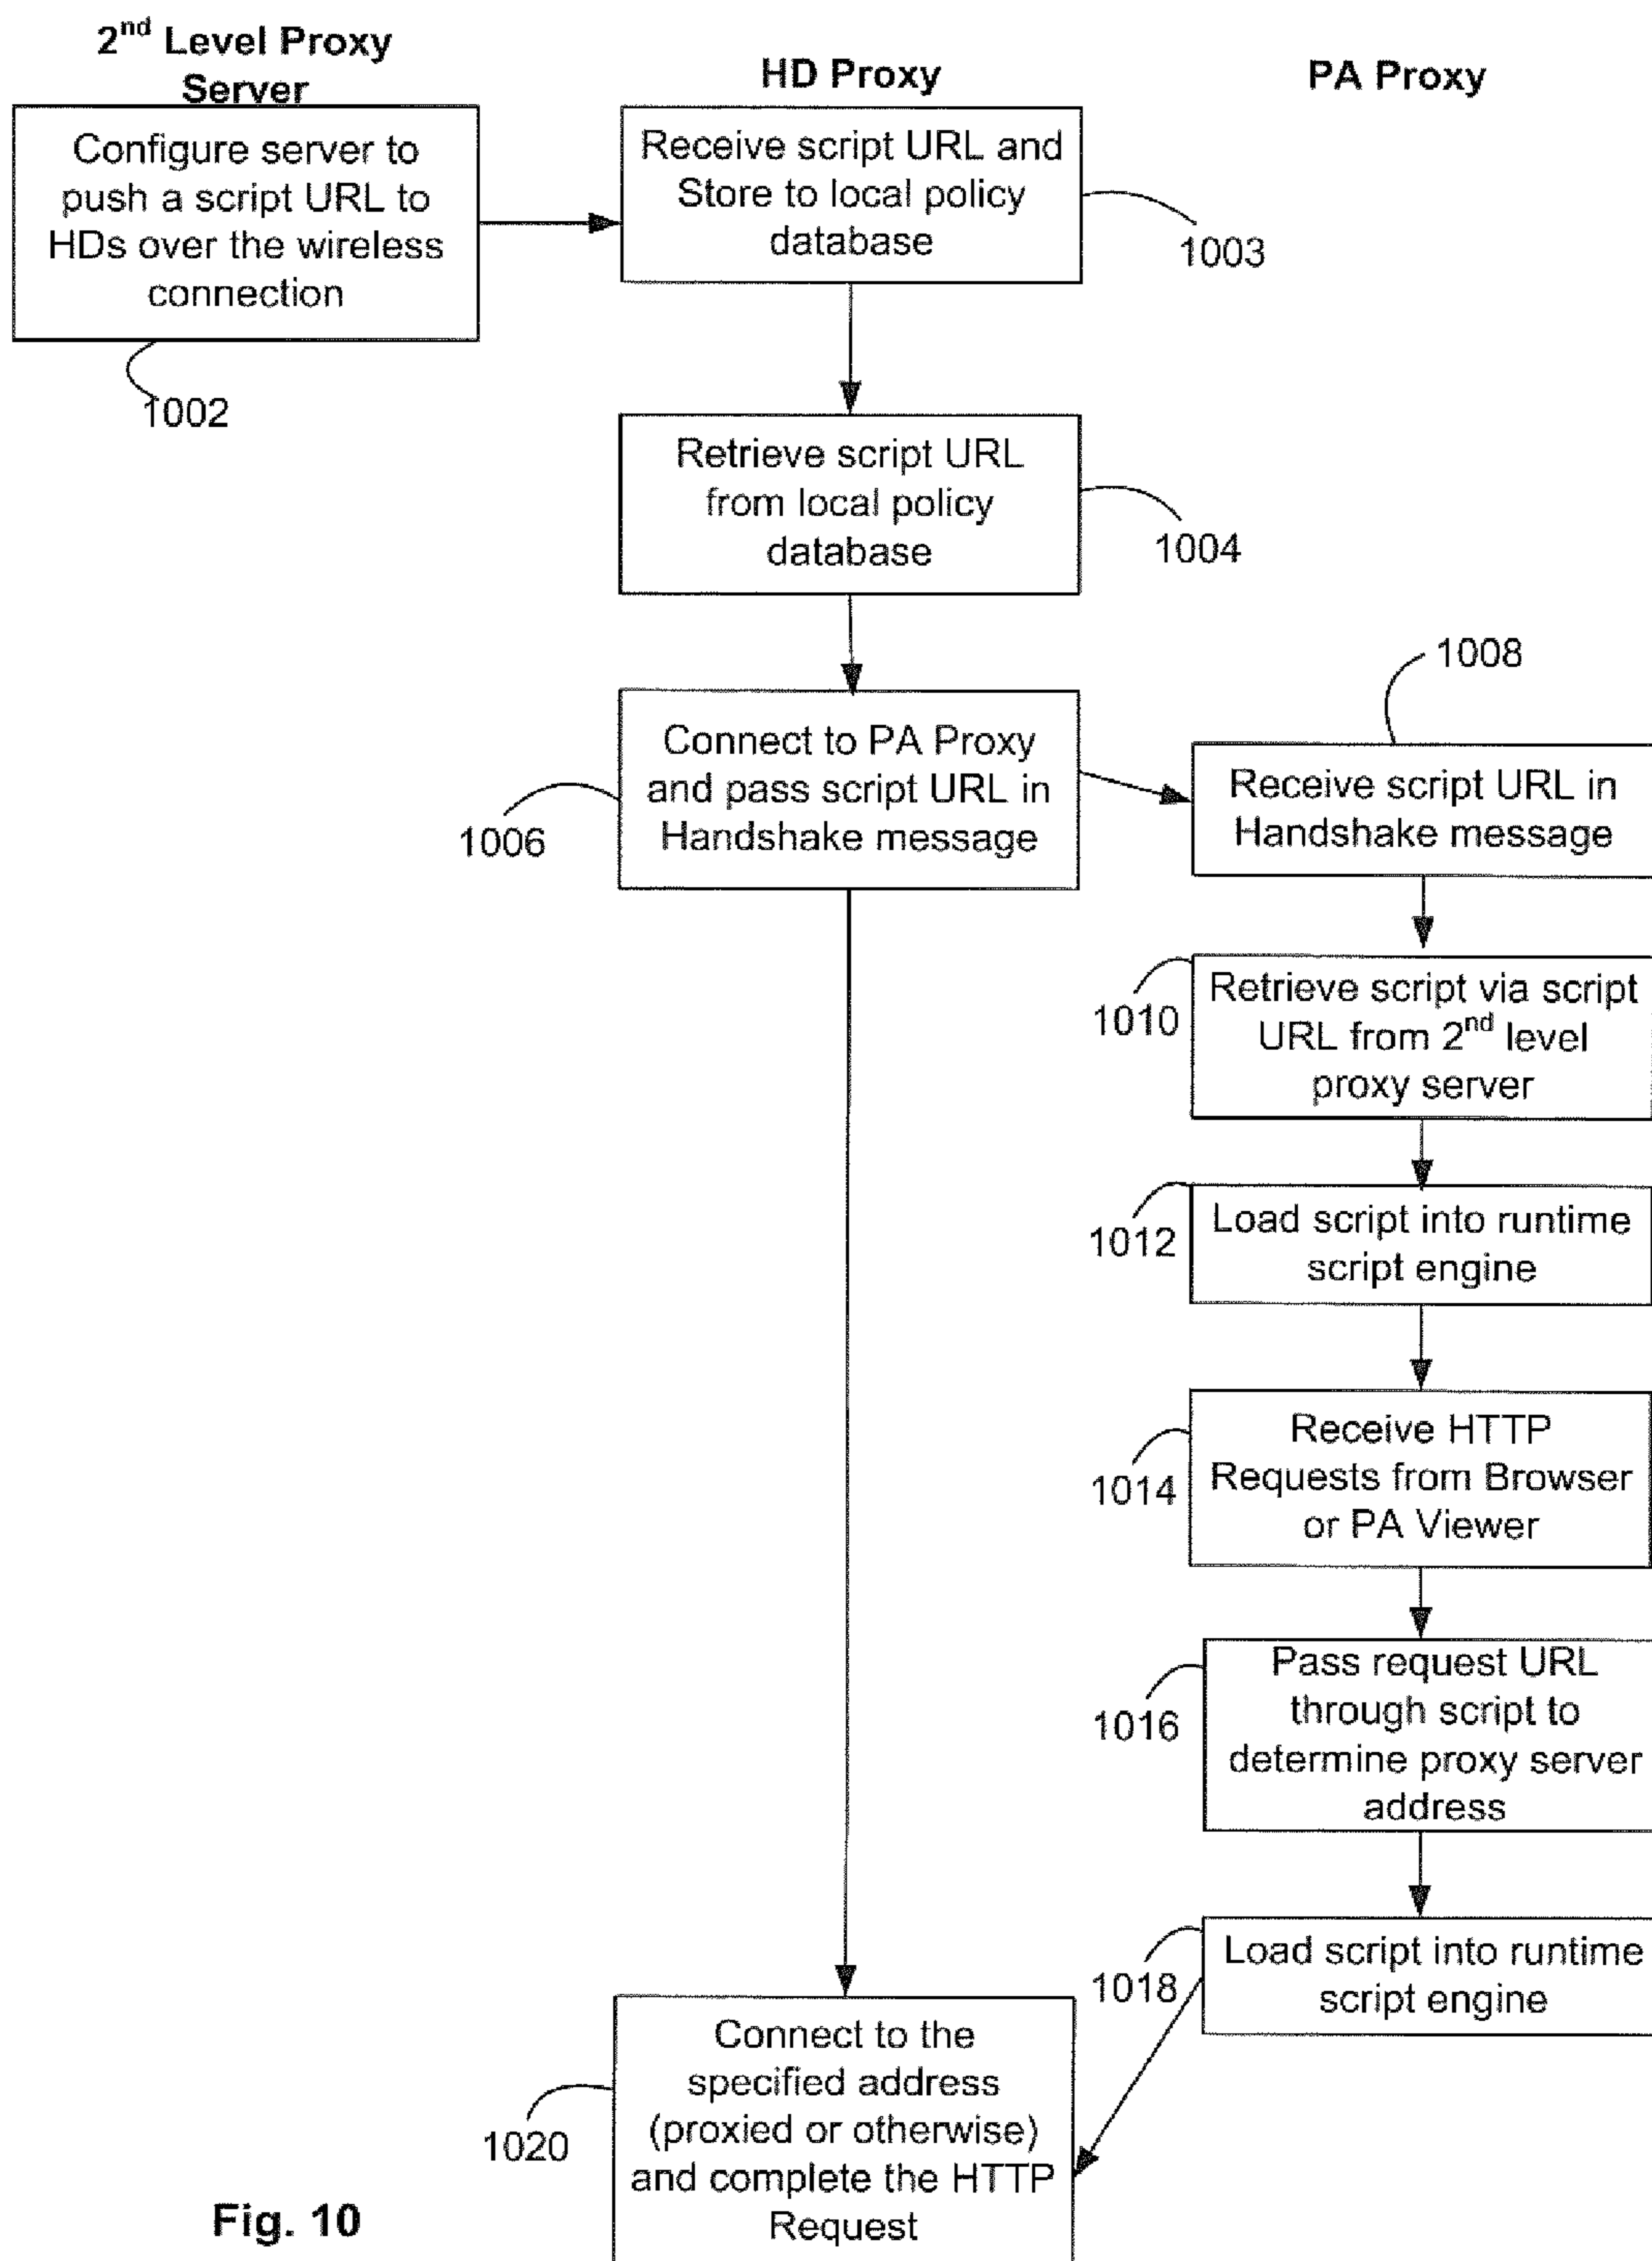 2nd Level Proxy
Server
HD Proxy
PA Proxy
Configure server to
push a script URL to
HDs over the wireless
connection
1002
Receive script URL and
Store to local policy
database
1003
Retrieve script URL
from local policy
database
1004
Connect to PA Proxy
and pass script URL in
Handshake message
1006
1008
Receive script URL in
Handshake message
1010
Retrieve script via script
URL from 2nd level
proxy server
1012
Load script into runtime
script engine
1014
Receive HTTP
Requests from Browser
or PA Viewer
1016
Pass request URL
through script to
determine proxy server
address
1018
Load script into runtime
script engine
1020
Connect to the
specified address
(proxied or otherwise)
and complete the HTTP
Request
Fig. 10